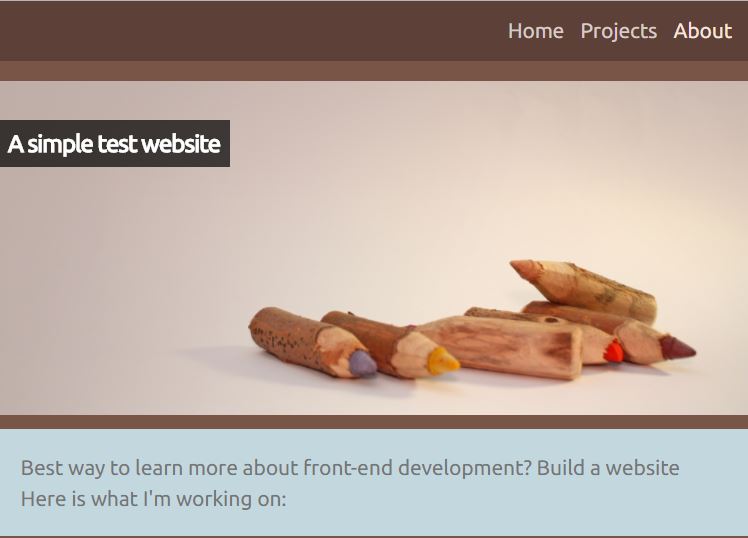 Home Projects About
A simple test website
Best way to learn more about front-end development? Build a website
Here is what I'm working on: